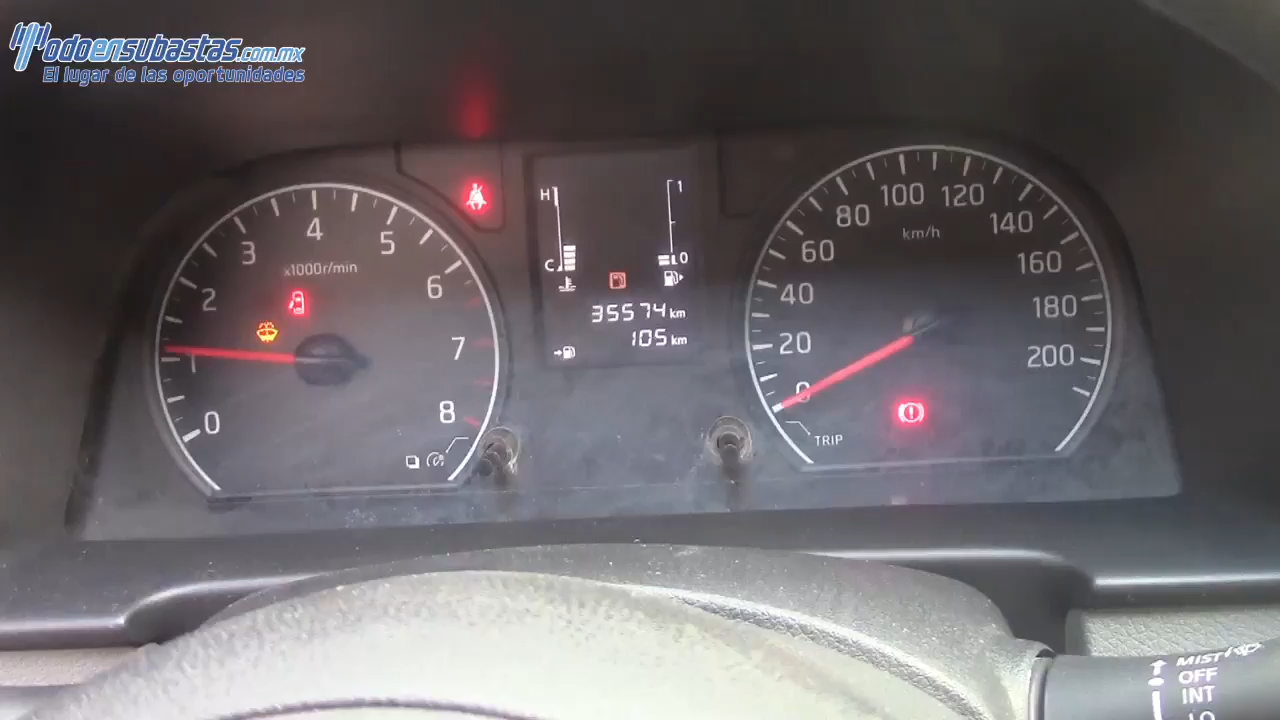 Modoensubastas.com.mx
El lugar de las oportunidades
0
1
2
3
4
5
6
7
8
x1000r/min
H
C
1
0
35574 km
105 km
0
20
40
60
80
100
120
140
160
180
200
km/h
TRIP
MIST
OFF
INT
LO